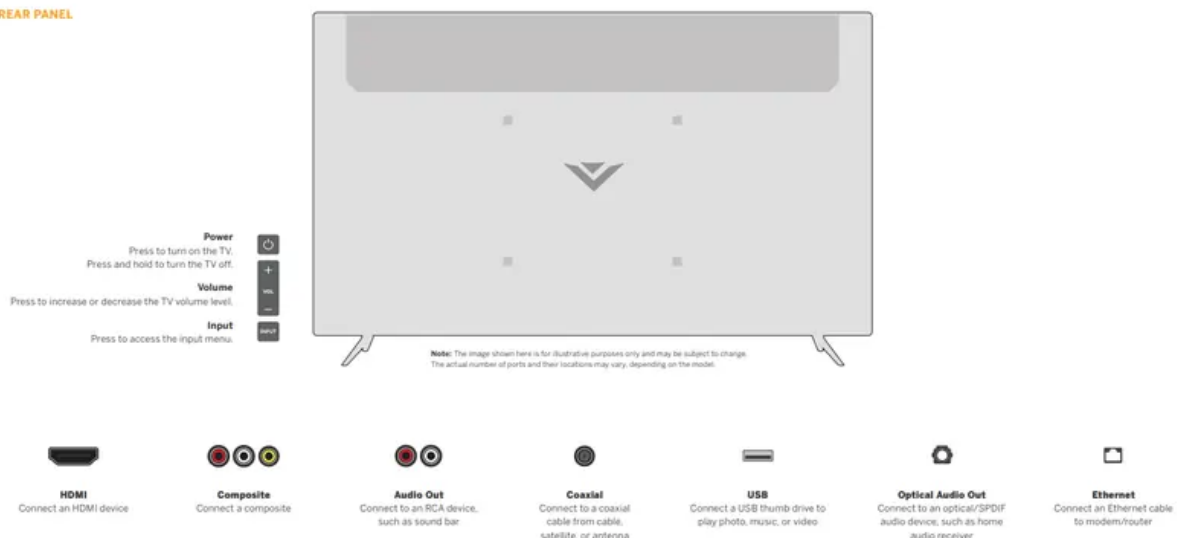 REAR PANEL
Power
Press to turn on the TV.
Press and hold to turn the TV off.
Volume
Press to increase or decrease the TV volume level.
Input
Press to access the input menu.
+
VOL
–
INPUT
Note: The image shown here is for illustrative purposes only and may be subject to change.
The actual number of ports and their locations may vary, depending on the model.
HDMI
Connect an HDMI device
Composite
Connect a composite
Audio Out
Connect to an RCA device,
such as sound bar
Coaxial
Connect to a coaxial
cable from cable,
satellite, or antenna
USB
Connect a USB thumb drive to
play photo, music, or video
Optical Audio Out
Connect to an optical/SPDIF
audio device, such as home
audio receiver
Ethernet
Connect an Ethernet cable
to modem/router